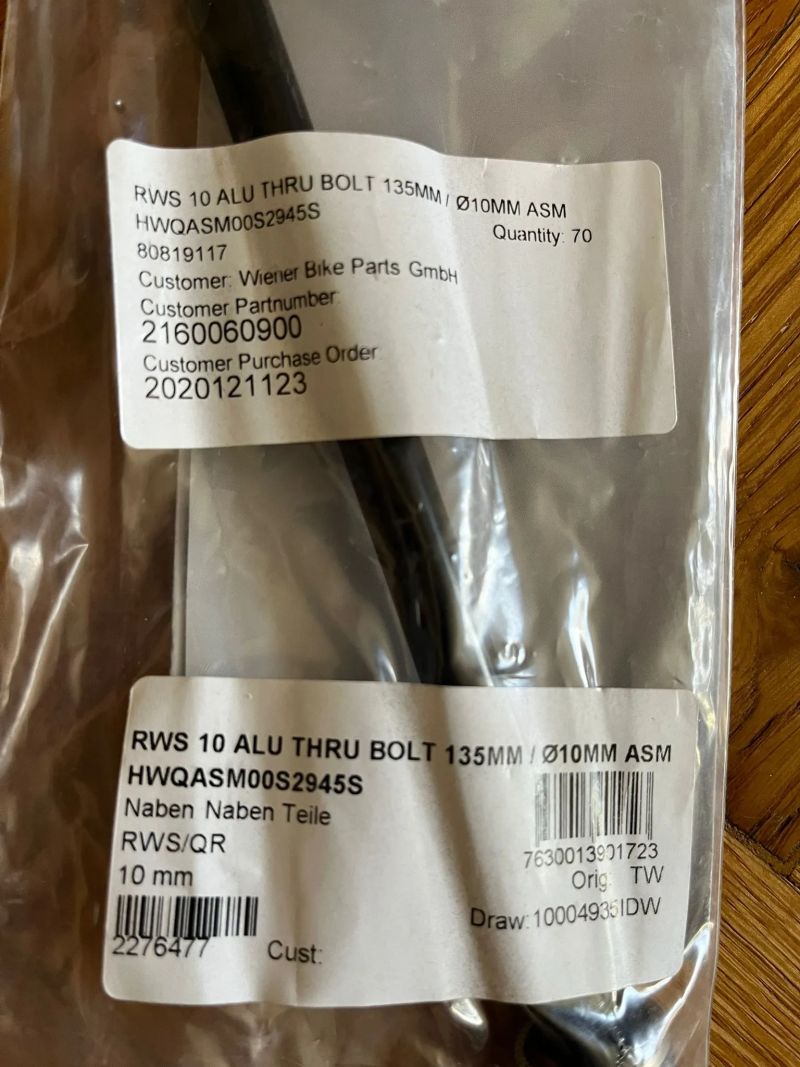 RWS 10 ALU THRU BOLT 135MM / Ø10MM ASM
HWQASM00S2945S
Quantity: 70
80819117
Customer: Wiener Bike Parts GmbH
Customer Partnumber:
2160060900
Customer Purchase Order
2020121123
RWS 10 ALU THRU BOLT 135MM / Ø10MM ASM
HWQASM00S2945S
Naben Naben Teile
RWS/QR
7630013901723
10 mm
Orig: TW
Draw:10004935IDW
2276477
Cust: